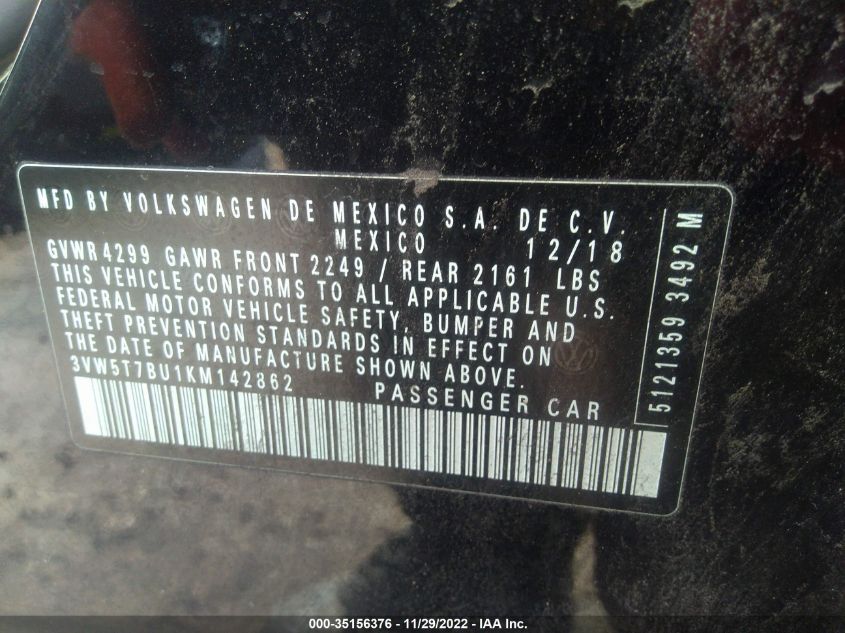 MFD BY VOLKSWAGEN DE MEXICO S.A. DE C.V.
MEXICO 12/18
GVWR 4299 GAWR FRONT 2249 / REAR 2161 LBS
THIS VEHICLE CONFORMS TO ALL APPLICABLE U.S.
FEDERAL MOTOR VEHICLE SAFETY, BUMPER AND
THEFT PREVENTION STANDARDS IN EFFECT ON
THE DATE OF MANUFACTURE SHOWN ABOVE.
3VW5T7BU1KM142862 PASSENGER CAR
5121359 3492 M
000-35156376 - 11/29/2022 - IAA Inc.